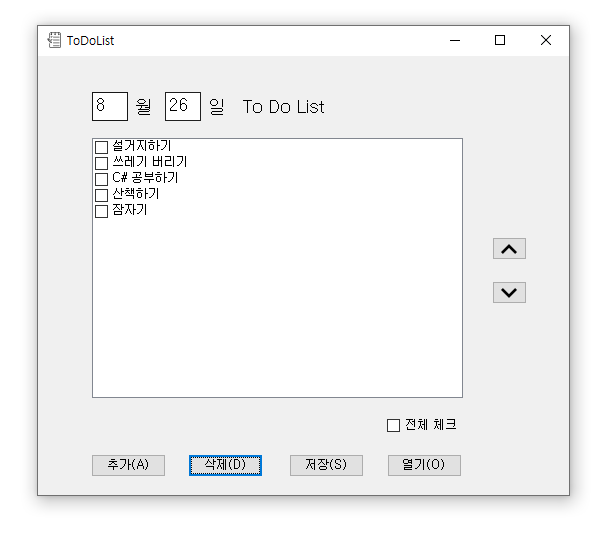 ToDoList
8 월 26 일 To Do List
설거지하기
쓰레기 버리기
C# 공부하기
산책하기
잠자기
전체 체크
추가(A) 삭제(D) 저장(S) 열기(O)